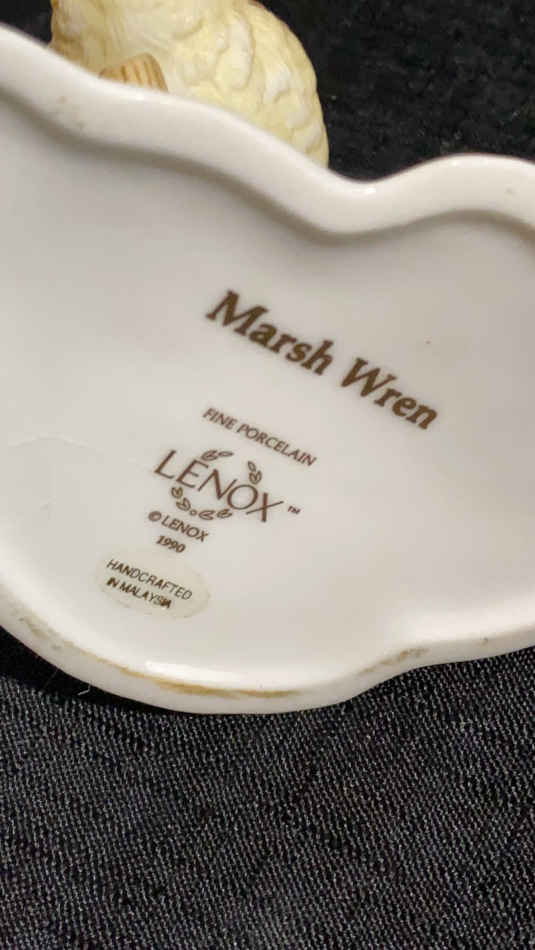 Marsh Wren
FINE PORCELAIN
LENOX™
© LENOX
1990
HANDCRAFTED
IN MALAYSIA